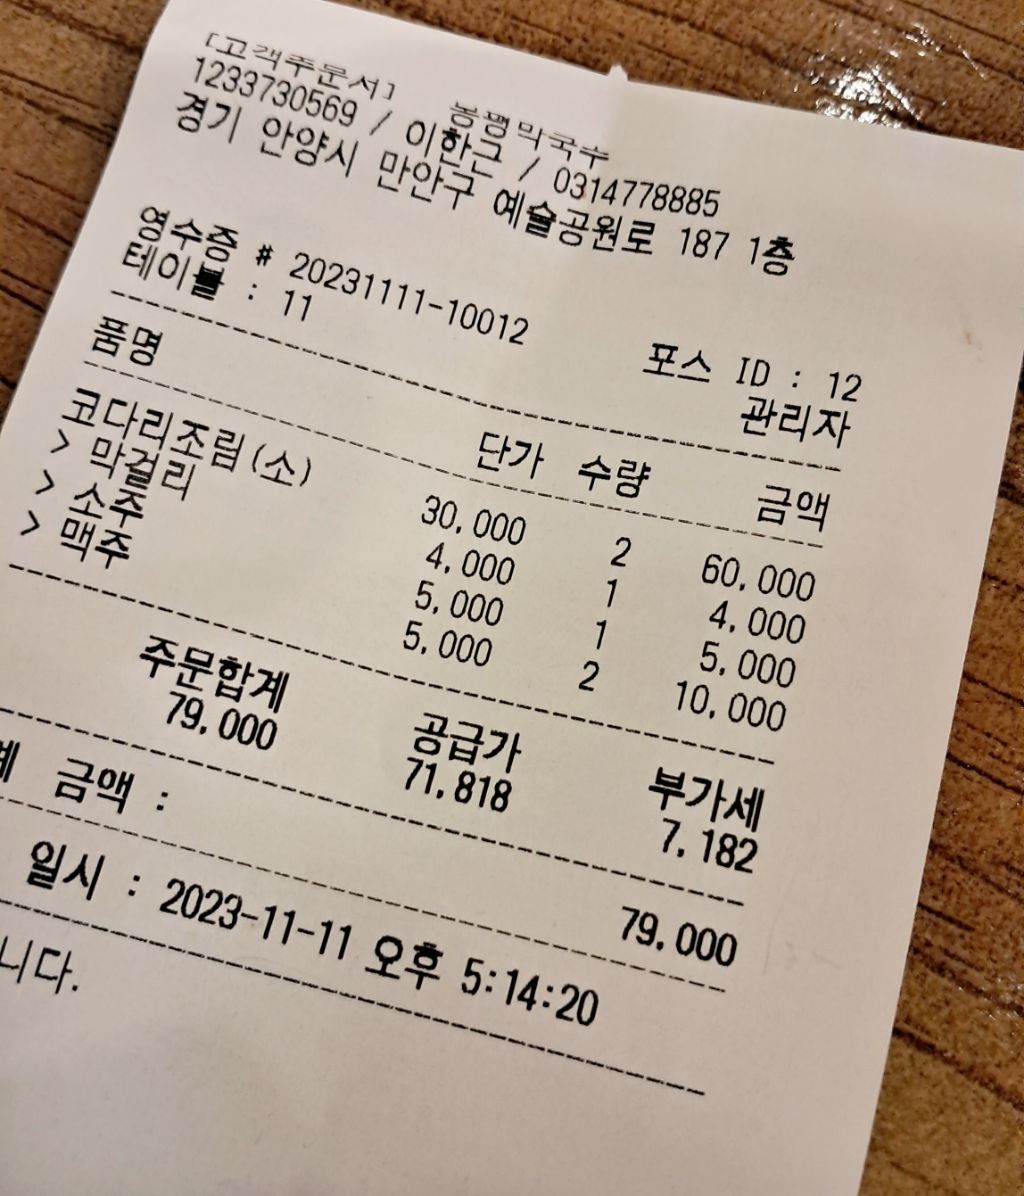 [고객주문서] 봉평막국수
1233730569 / 이한근 / 0314778885
경기 안양시 만안구 예술공원로 187 1층
영수증 # 20231111-10012
테이블 : 11
포스 ID : 12
관리자
품명 단가 수량 금액
코다리조림(소) 30,000 2 60,000
> 막걸리 4,000 1 4,000
> 소주 5,000 1 5,000
> 맥주 5,000 2 10,000
주문합계 공급가 부가세
79,000 71,818 7,182
계 금액 : 79,000
일시 : 2023-11-11 오후 5:14:20
니다.